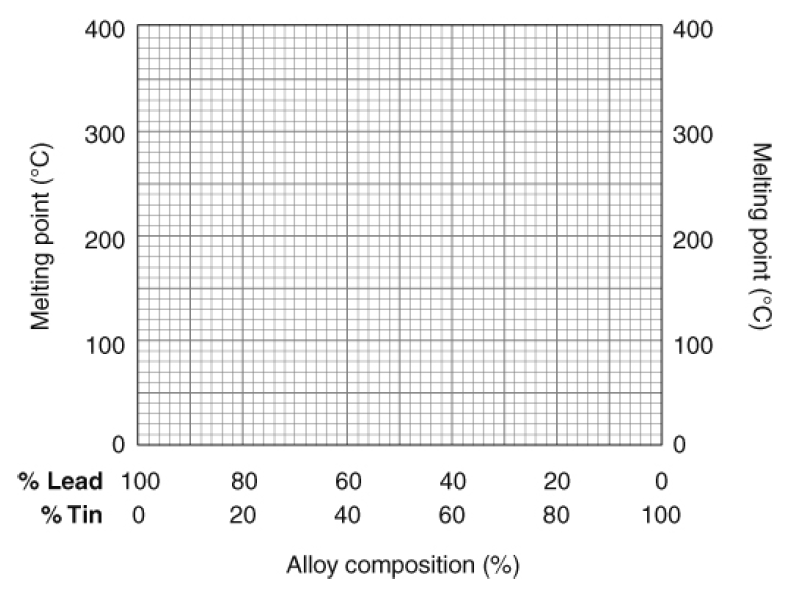 400 400
300 300
Melting point (°C) Melting point (°C)
200 200
100 100
0 0
% Lead 100 80 60 40 20 0
% Tin 0 20 40 60 80 100
Alloy composition (%)